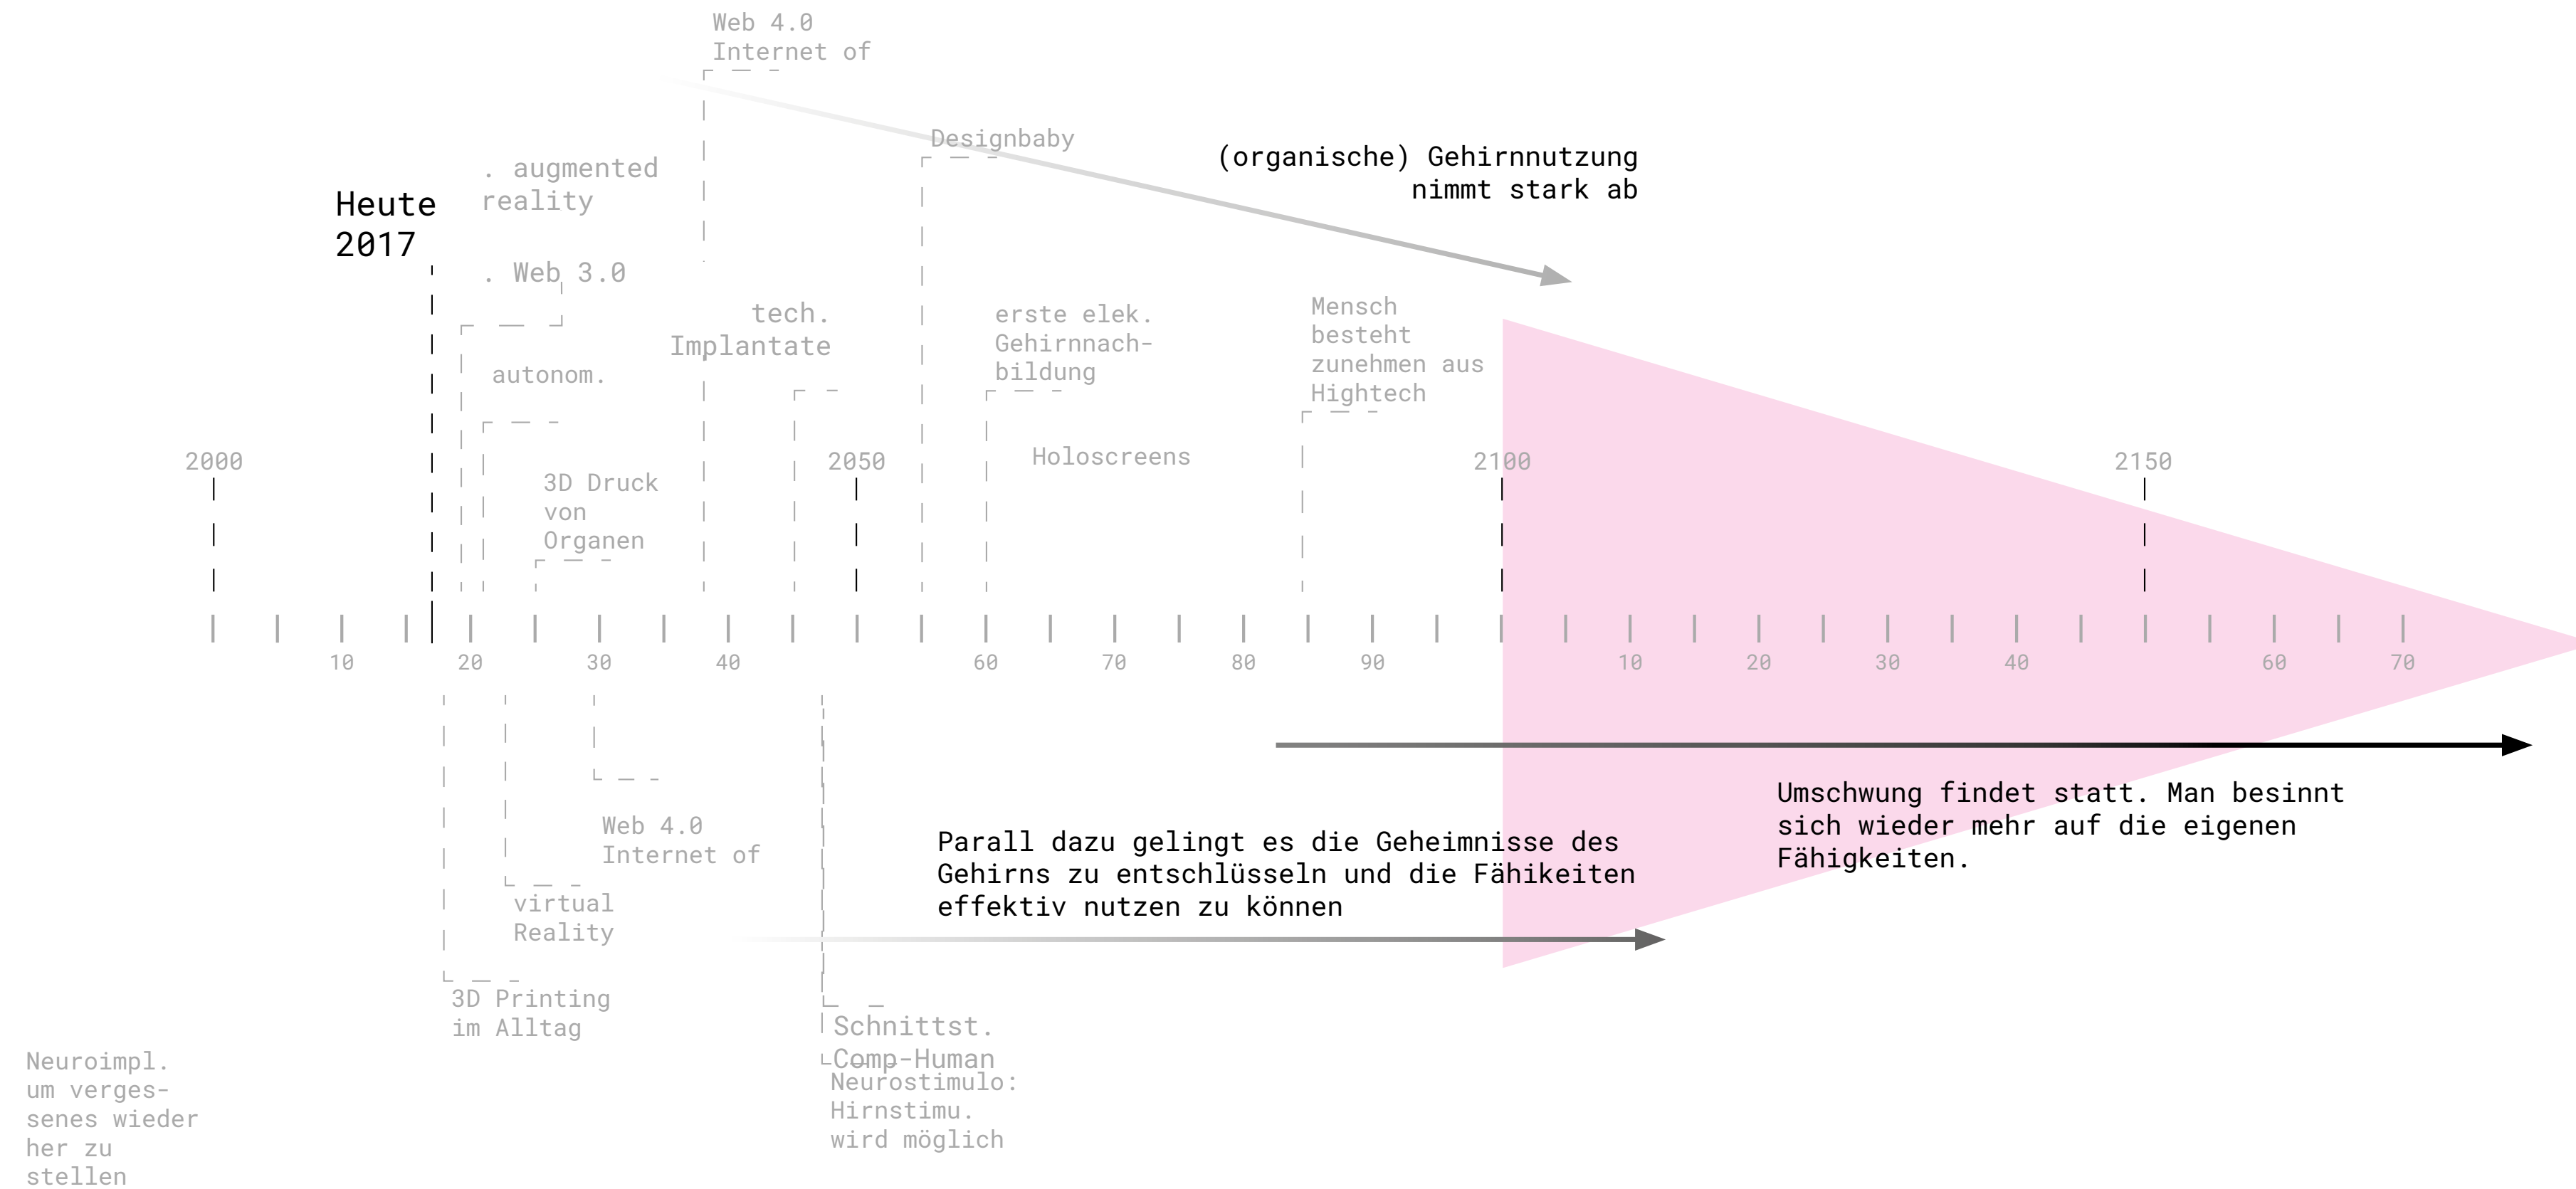 Web 4.0
Internet of
Designbaby
(organische) Gehirnnutzung
nimmt stark ab
. augmented
reality
Heute
2017
. Web 3.0
tech.
Implantate
erste elek.
Gehirnnach-
bildung
Mensch
besteht
zunehmen aus
Hightech
autonom.
Holoscreens
2000
2050
2100
2150
3D Druck
von
Organen
10 20 30 40 60 70 80 90 10 20 30 40 60 70
Umschwung findet statt. Man besinnt
sich wieder mehr auf die eigenen
Fähigkeiten.
Web 4.0
Internet of
Parall dazu gelingt es die Geheimnisse des
Gehirns zu entschlüsseln und die Fähikeiten
effektiv nutzen zu können
virtual
Reality
3D Printing
im Alltag
Schnittst.
Comp-Human
Neurostimulo:
Hirnstimu.
wird möglich
Neuroimpl.
um verges-
senes wieder
her zu
stellen